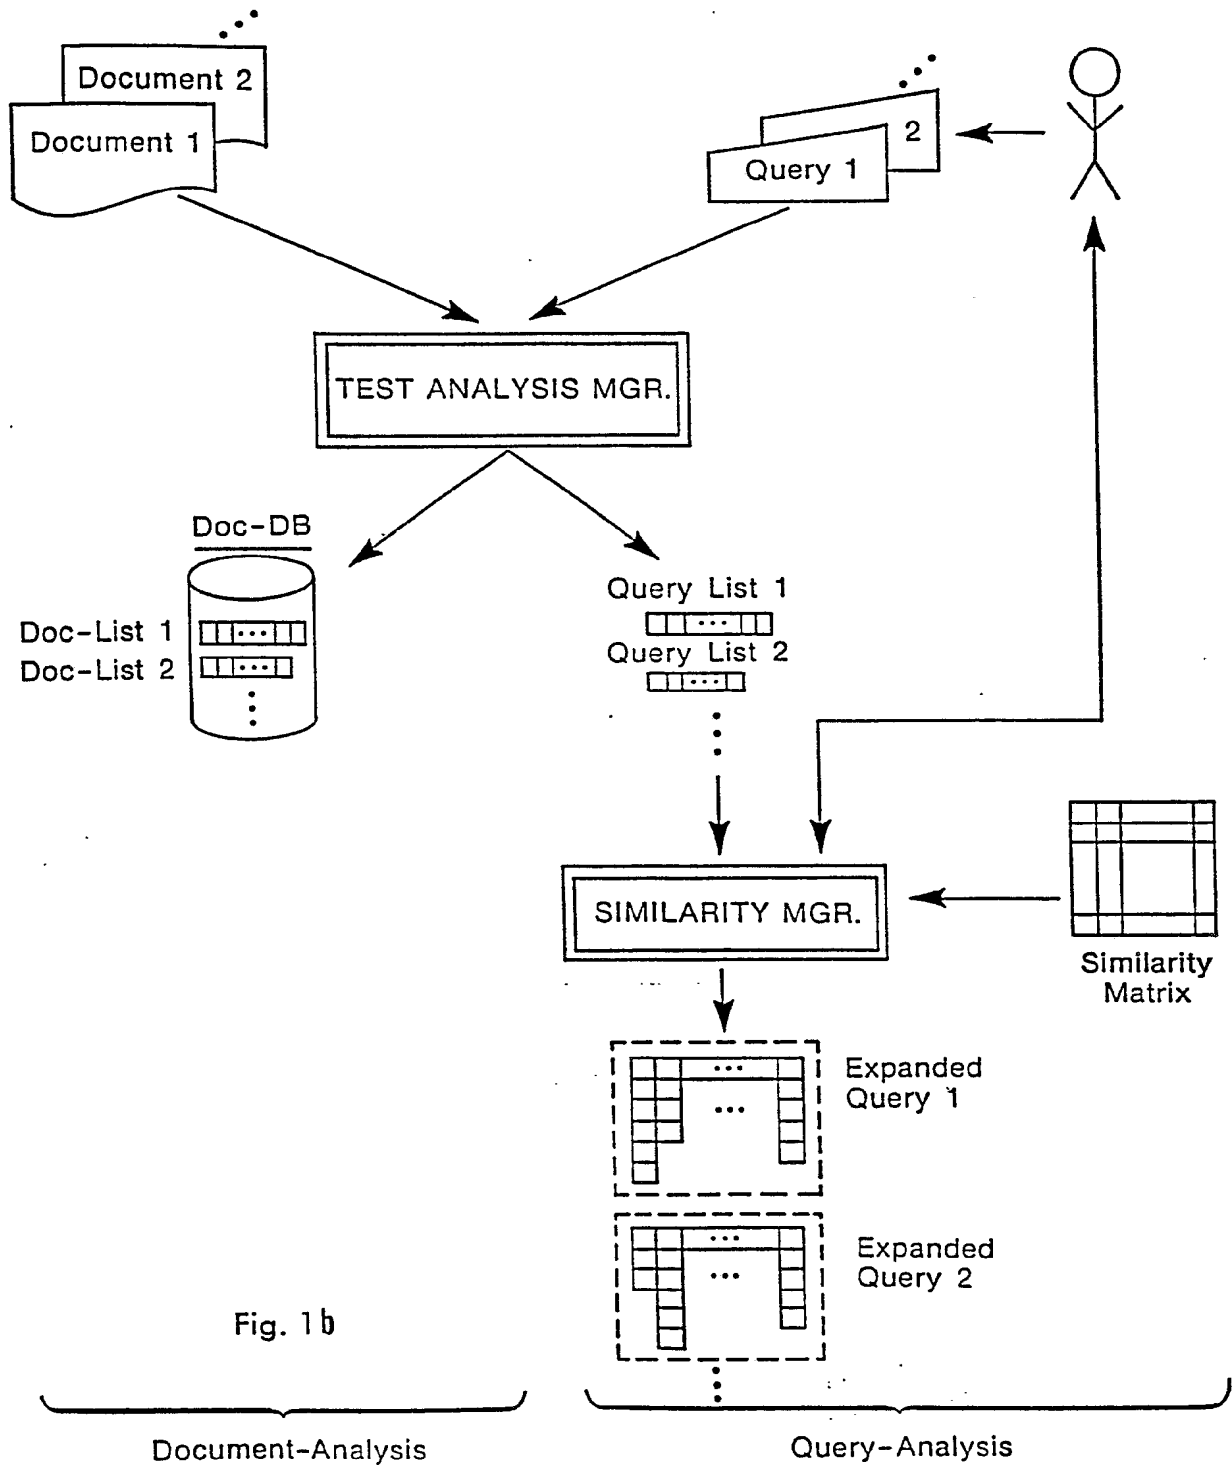 Document 2
Document 1
2
Query 1
TEST ANALYSIS MGR.
Doc-DB
Doc-List 1
Doc-List 2
Query List 1
Query List 2
SIMILARITY MGR.
Similarity
Matrix
Expanded
Query 1
Expanded
Query 2
Fig. 1b
Document-Analysis
Query-Analysis